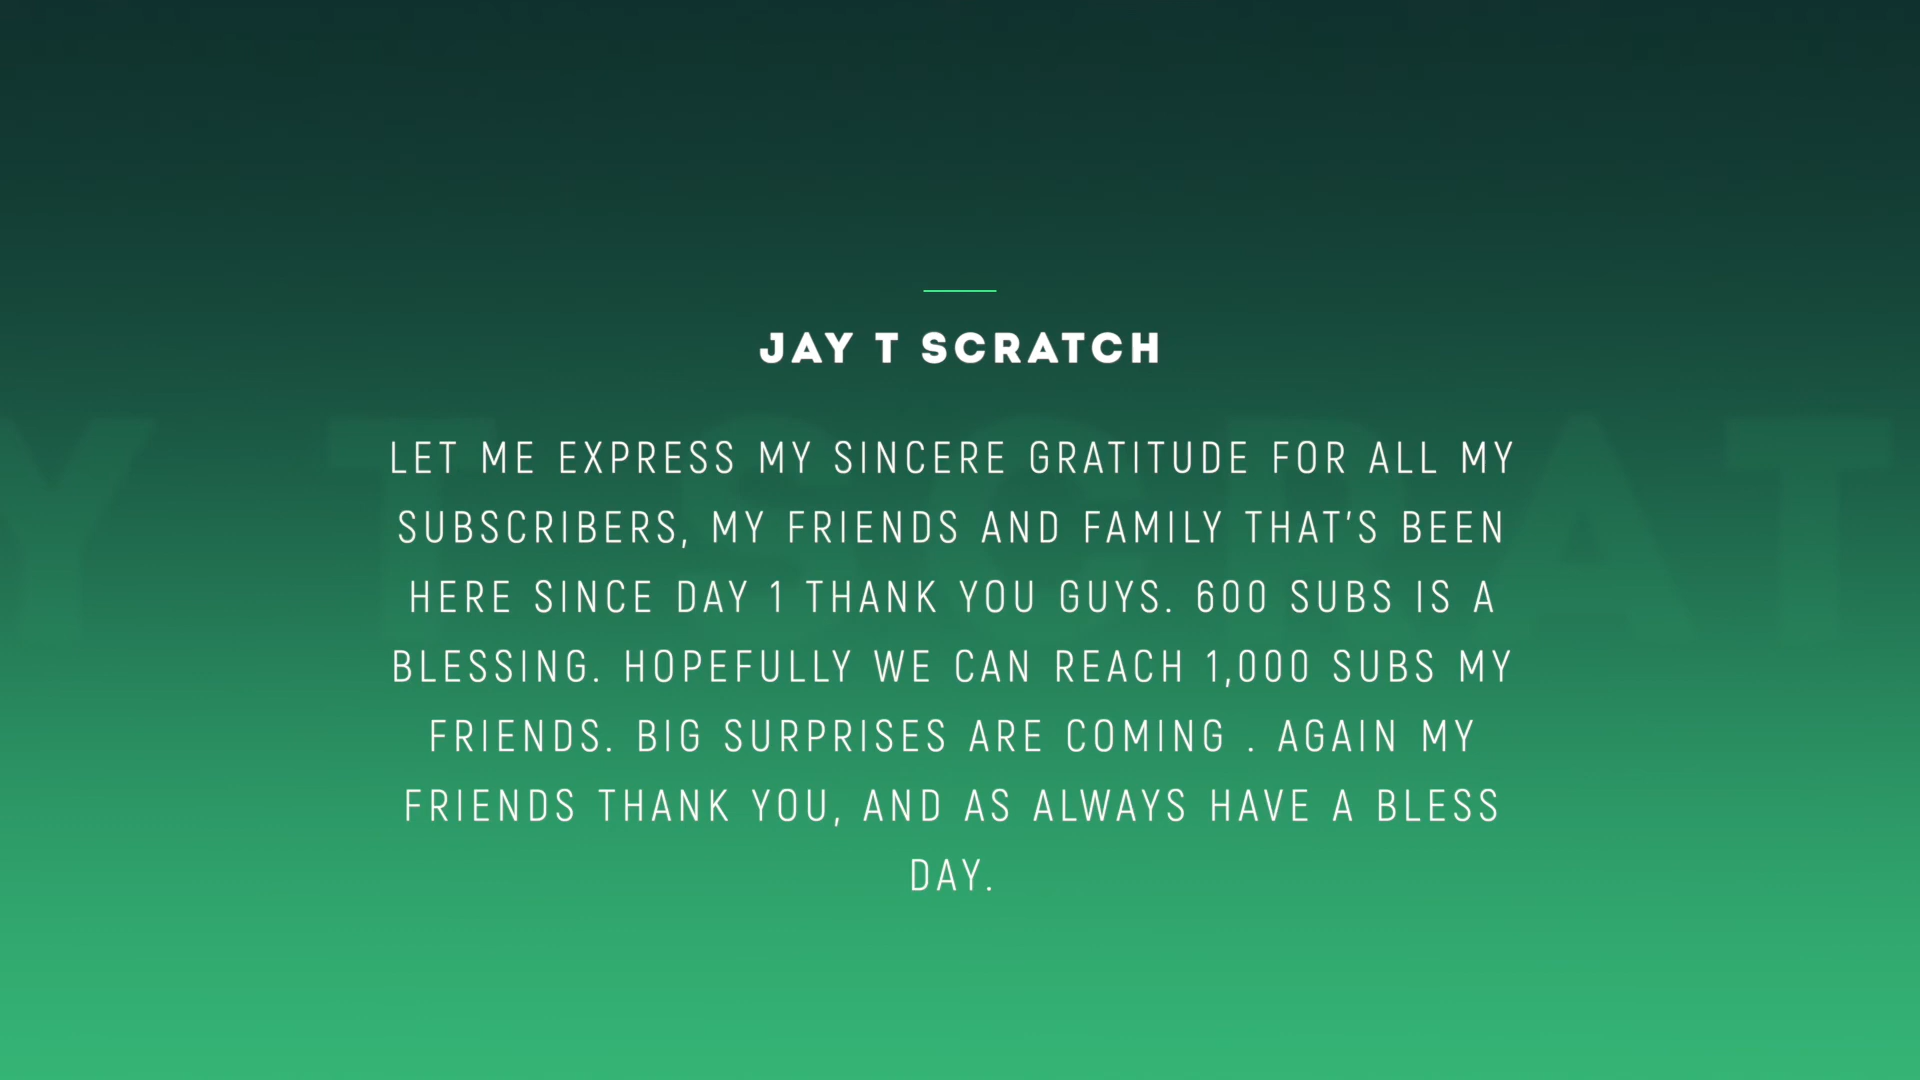 JAY T SCRATCH
LET ME EXPRESS MY SINCERE GRATITUDE FOR ALL MY
SUBSCRIBERS, MY FRIENDS AND FAMILY THAT'S BEEN
HERE SINCE DAY 1 THANK YOU GUYS. 600 SUBS IS A
BLESSING. HOPEFULLY WE CAN REACH 1,000 SUBS MY
FRIENDS. BIG SURPRISES ARE COMING . AGAIN MY
FRIENDS THANK YOU, AND AS ALWAYS HAVE A BLESS
DAY.
Y T SCRAT